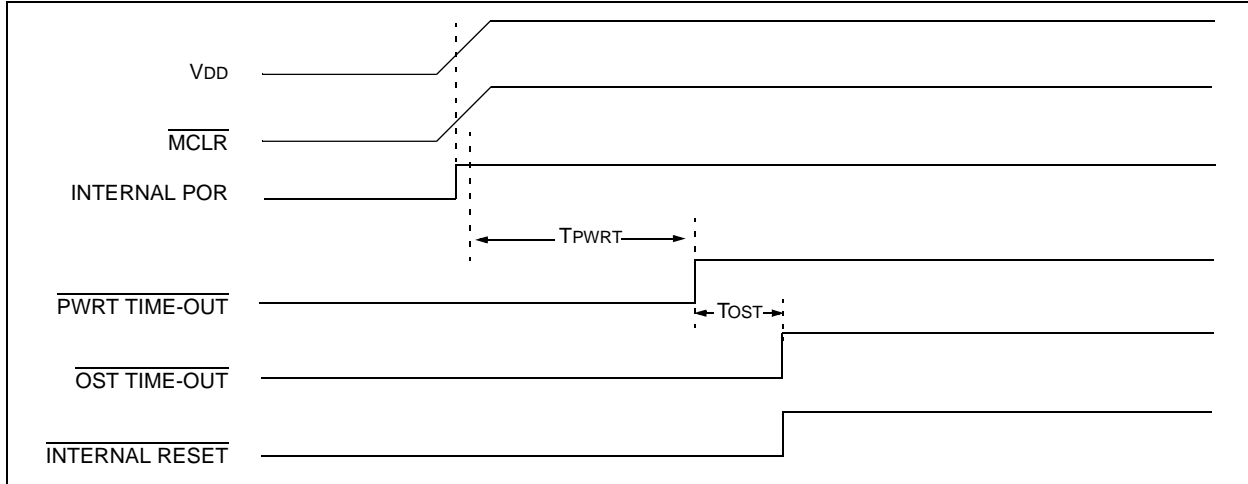 VDD
MCLR
INTERNAL POR
TPWRT
PWRT TIME-OUT
TOST
OST TIME-OUT
INTERNAL RESET